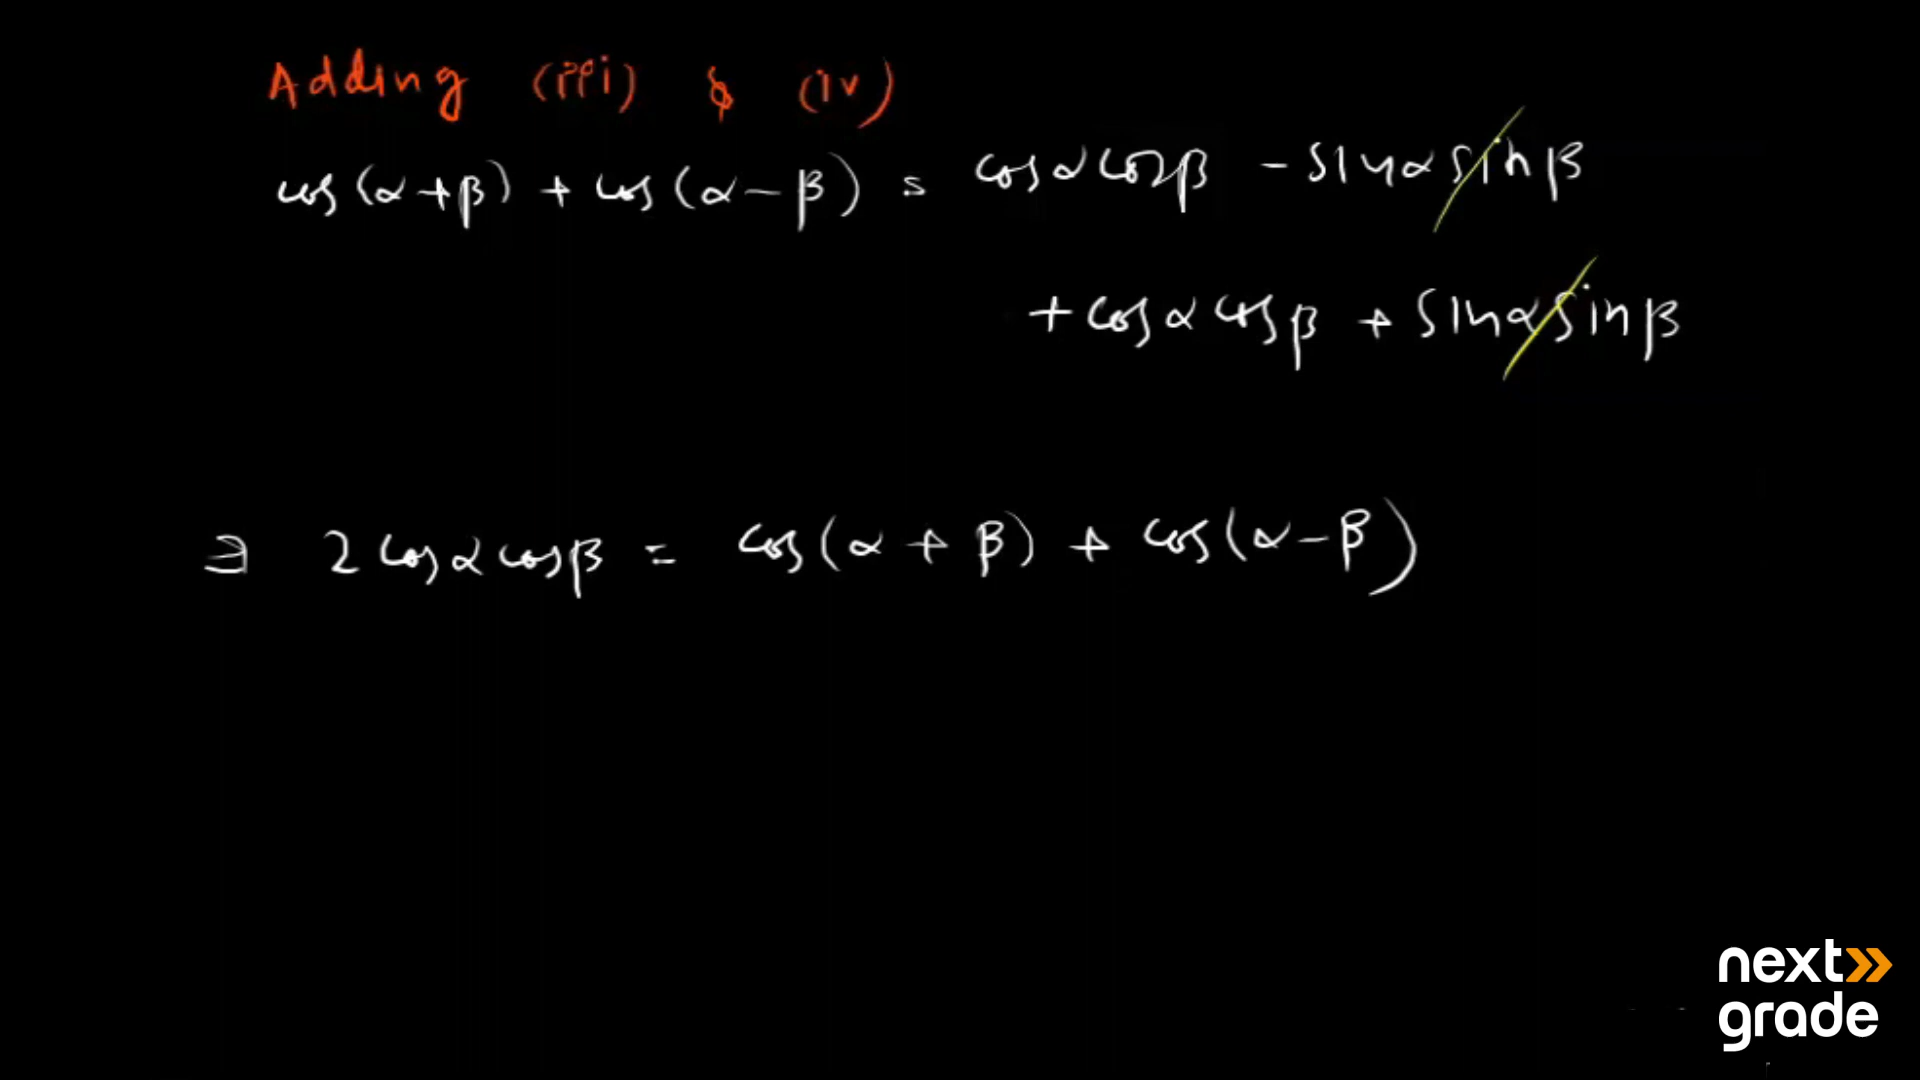 Adding (iii) & (iv)
cos(α+β) + cos(α-β) = cosα cosβ - sinα sinβ
+ cosα cosβ + sinα sinβ
⇒ 2 cosα cosβ = cos(α + β) + cos(α-β)
next
grade